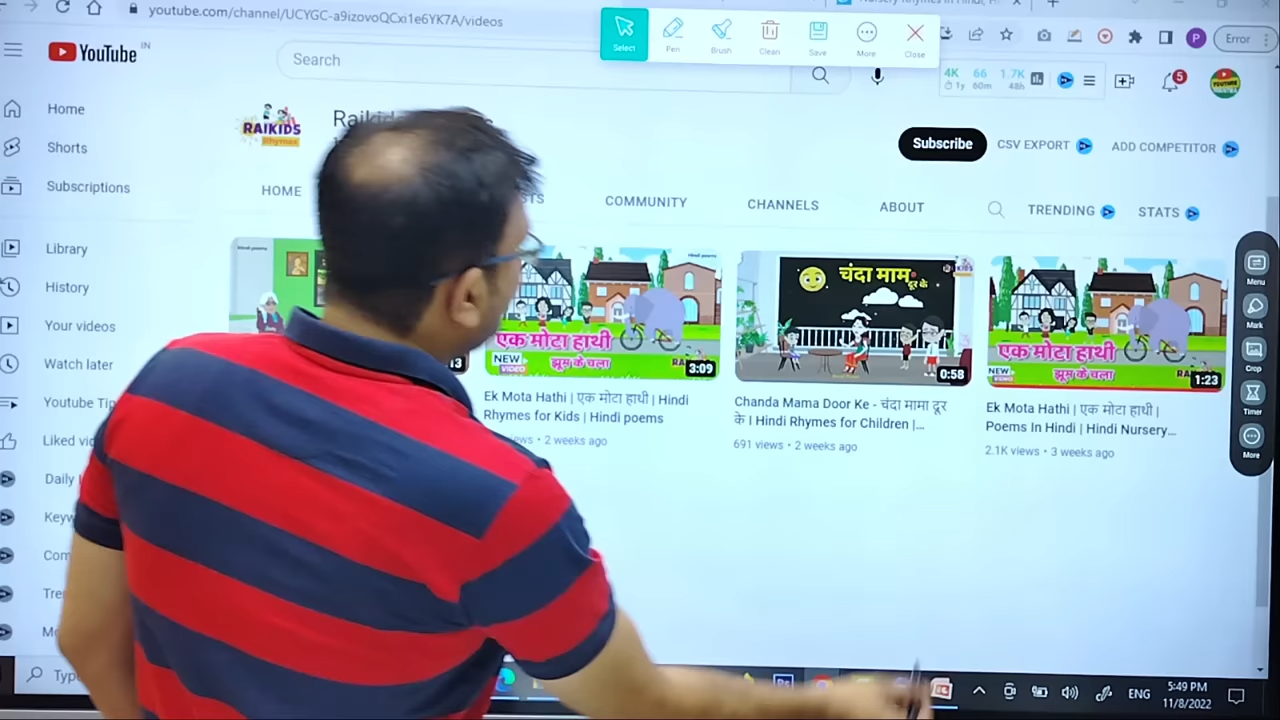 youtube.com/channel/UCYGC-a9izovoQCxi1e6YK7A/videos
Select
Pen
Brush
Clean
Save
More
Close
Error
YouTube IN
Search
4K 66 1.7K
1y 60m 48h
5
Home
Shorts
Subscriptions
Library
History
Your videos
Watch later
Liked
Daily
RAIKIDS
Rhymes
Subscribe
CSV EXPORT
ADD COMPETITOR
HOME
COMMUNITY
CHANNELS
ABOUT
TRENDING
STATS
एक मोटा हाथी
झूम के चला
NEW
VIDEO
3:09
Ek Mota Hathi | एक मोटा हाथी | Hindi
Rhymes for Kids | Hindi poems
2 weeks ago
चंदा मामा
दूर के
0:58
Chanda Mama Door Ke - चंदा मामा दूर
के I Hindi Rhymes for Children |...
691 views • 2 weeks ago
एक मोटा हाथी
झूम के चला
NEW
1:23
Ek Mota Hathi | एक मोटा हाथी |
Poems In Hindi | Hindi Nursery...
2.1K views • 3 weeks ago
Menu
Mark
Crop
Timer
More
ENG
5:49 PM
11/8/2022